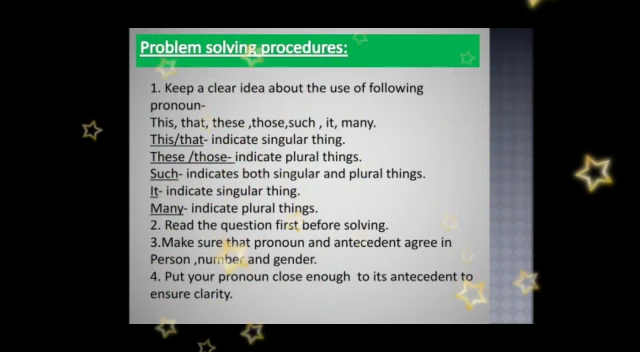 Problem solving procedures:
1. Keep a clear idea about the use of following
pronoun-
This, that, these ,those,such , it, many.
This/that- indicate singular thing.
These /those- indicate plural things.
Such- indicates both singular and plural things.
It- indicate singular thing.
Many- indicate plural things.
2. Read the question first before solving.
3.Make sure that pronoun and antecedent agree in
Person ,number and gender.
4. Put your pronoun close enough  to its antecedent to
ensure clarity.